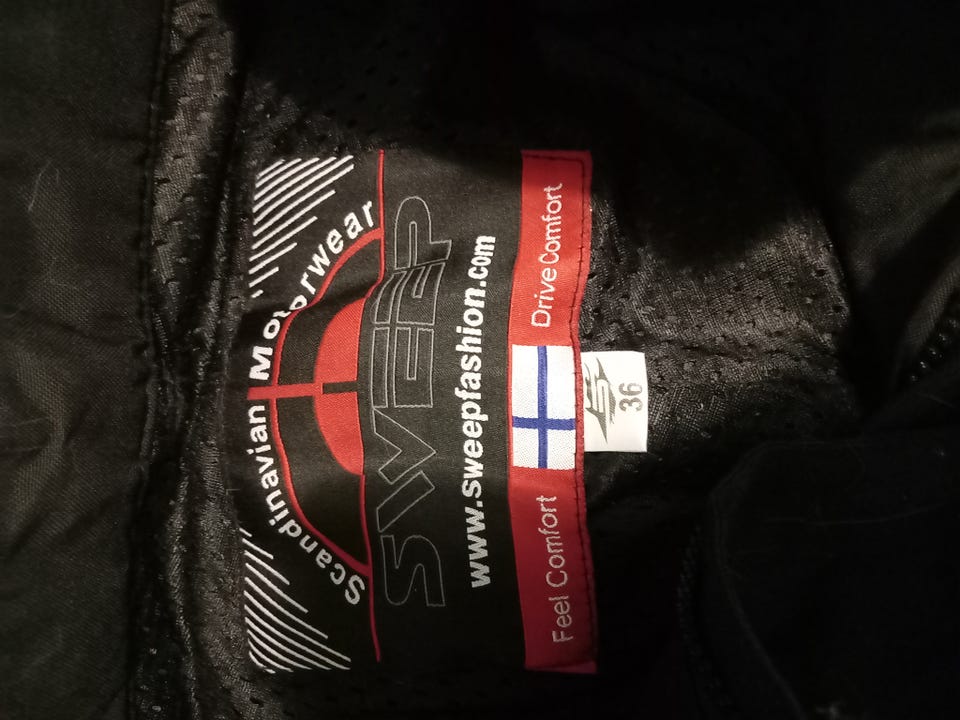 Scandinavian Motorwear
SWEEP
www.sweepfashion.com
Feel Comfort Drive Comfort
36